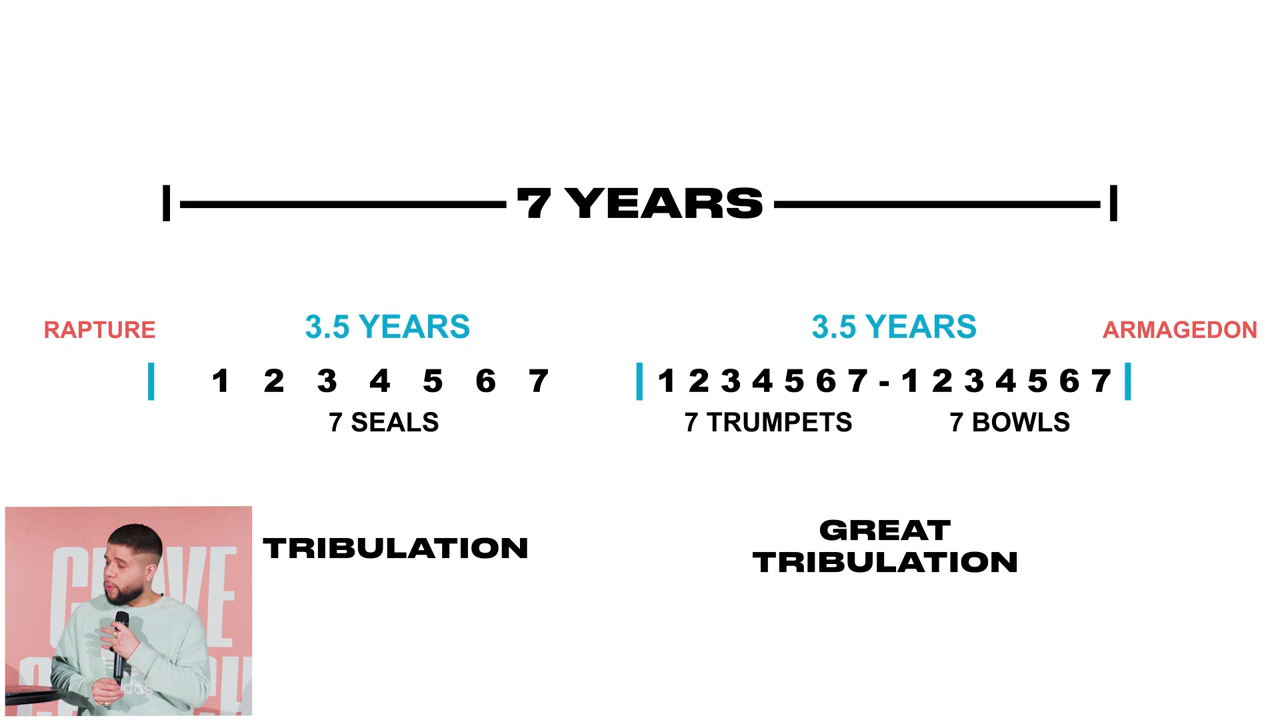 7 YEARS
RAPTURE
3.5 YEARS
3.5 YEARS
ARMAGEDON
1 2 3 4 5 6 7
1 2 3 4 5 6 7 - 1 2 3 4 5 6 7
7 SEALS
7 TRUMPETS
7 BOWLS
TRIBULATION
GREAT
TRIBULATION